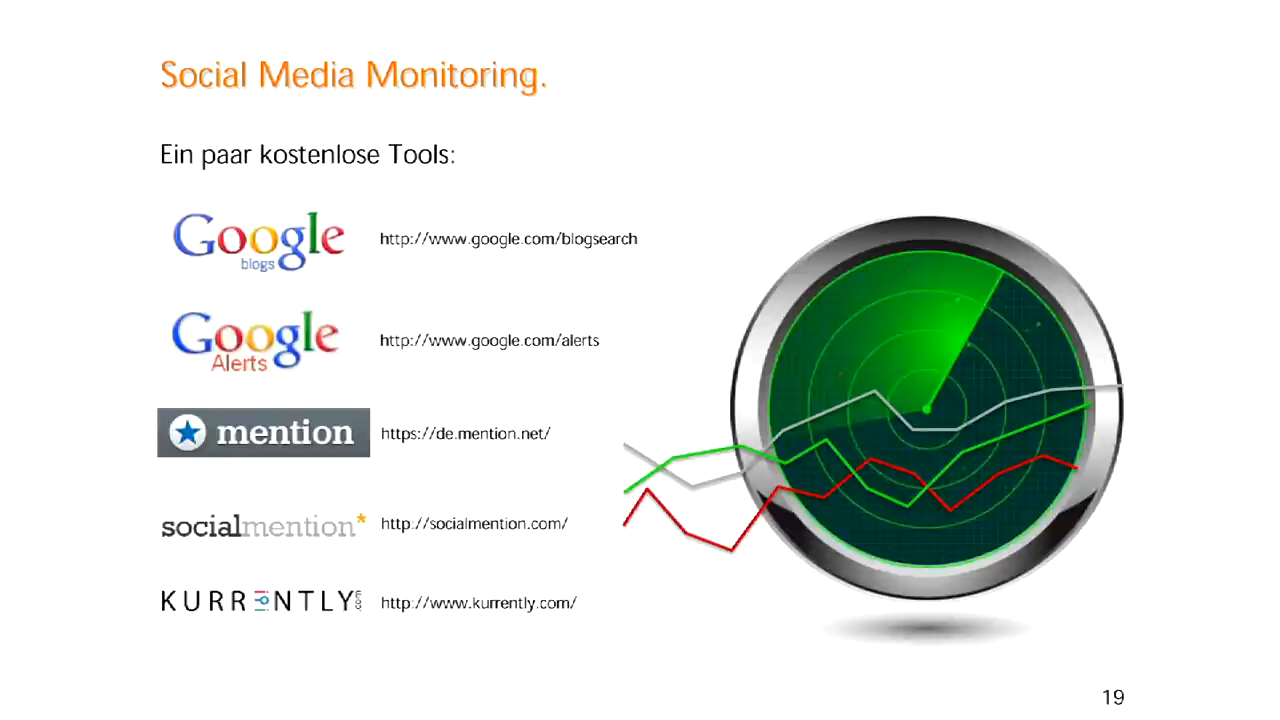 Social Media Monitoring.
Ein paar kostenlose Tools:
Google
blogs
http://www.google.com/blogsearch
Google
Alerts
http://www.google.com/alerts
mention
https://de.mention.net/
socialmention*
http://socialmention.com/
KURRENTLY.com
http://www.kurrently.com/
19